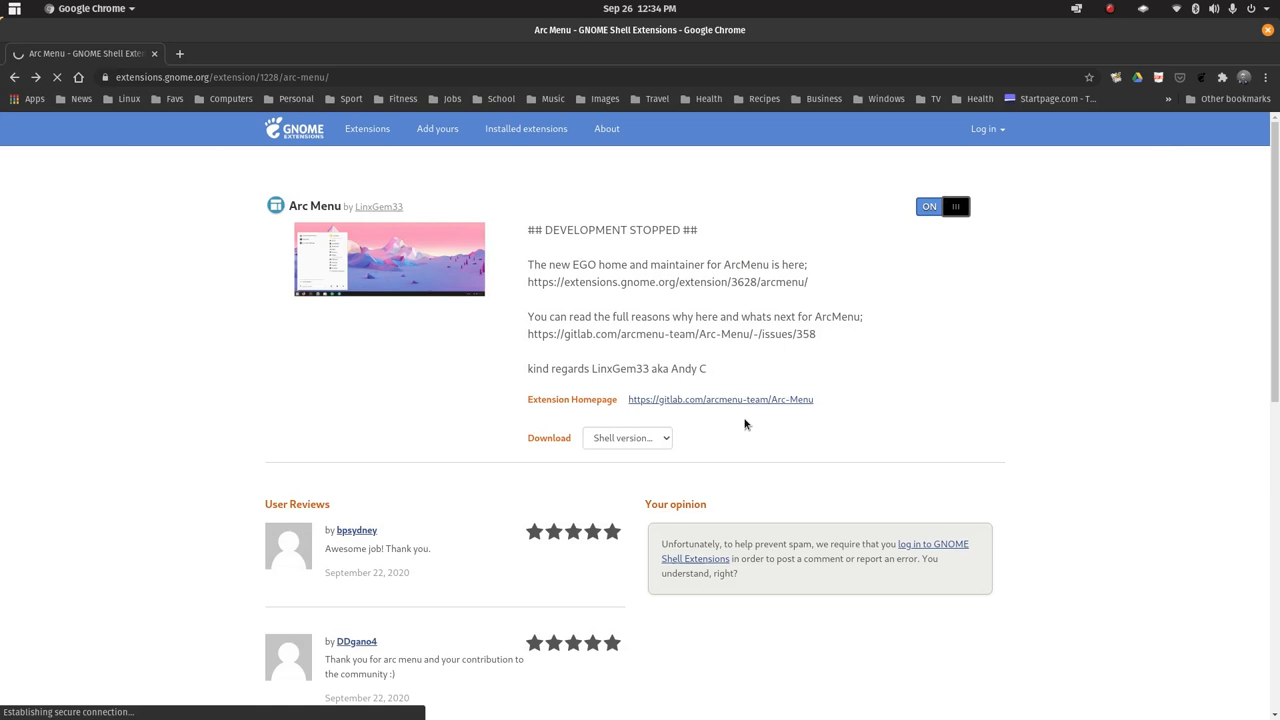 Google Chrome
Sep 26 12:34 PM
Arc Menu - GNOME Shell Extensions - Google Chrome
Arc Menu - GNOME Shell Exten
extensions.gnome.org/extension/1228/arc-menu/
Apps
News
Linux
Favs
Computers
Personal
Sport
Fitness
Jobs
School
Music
Images
Travel
Health
Recipes
Business
Windows
TV
Health
Startpage.com - T...
»
Other bookmarks
GNOME
EXTENSIONS
Extensions
Add yours
Installed extensions
About
Log in
Arc Menu by LinxGem33
ON
## DEVELOPMENT STOPPED ##
The new EGO home and maintainer for ArcMenu is here;
https://extensions.gnome.org/extension/3628/arcmenu/
You can read the full reasons why here and whats next for ArcMenu;
https://gitlab.com/arcmenu-team/Arc-Menu/-/issues/358
kind regards LinxGem33 aka Andy C
Extension Homepage https://gitlab.com/arcmenu-team/Arc-Menu
Download Shell version...
User Reviews
by bpsydney
Awesome job! Thank you.
September 22, 2020
by DDgano4
Thank you for arc menu and your contribution to
the community :)
September 22, 2020
Your opinion
Unfortunately, to help prevent spam, we require that you log in to GNOME
Shell Extensions in order to post a comment or report an error. You
understand, right?
Establishing secure connection...